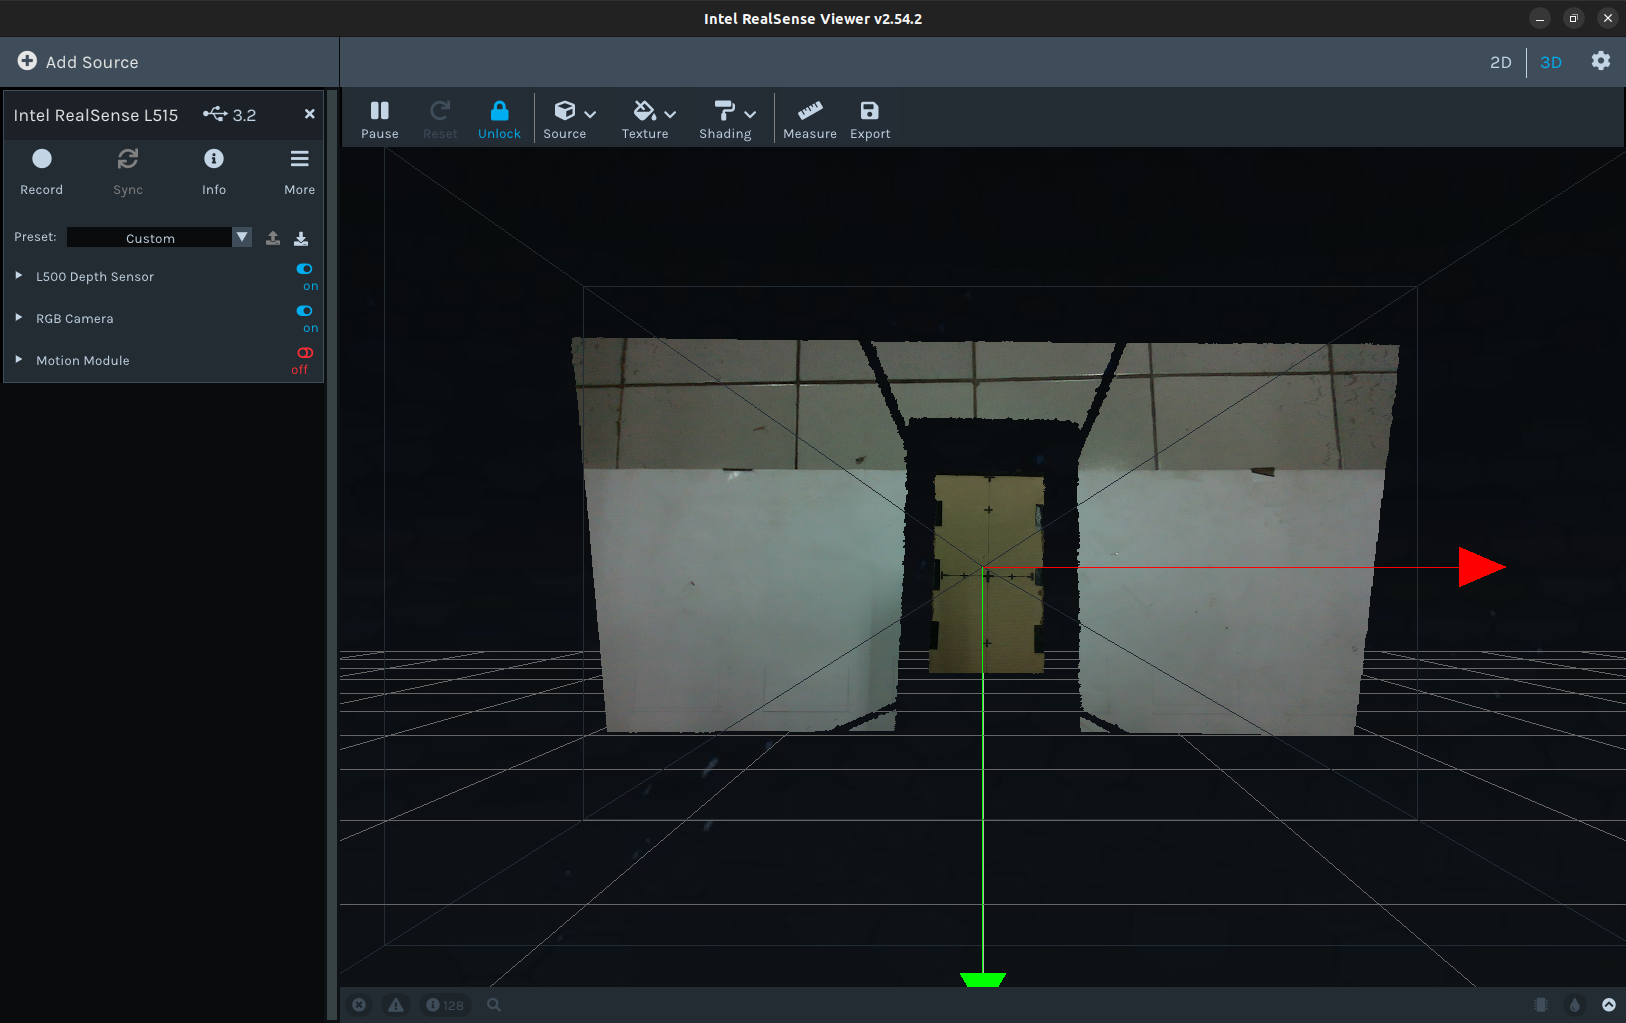 Intel RealSense Viewer v2.54.2
Add Source
2D
3D
Intel RealSense L515
3.2
Pause
Reset
Unlock
Source
Texture
Shading
Measure
Export
Record
Sync
Info
More
Preset:
Custom
L500 Depth Sensor
on
RGB Camera
on
Motion Module
off
128